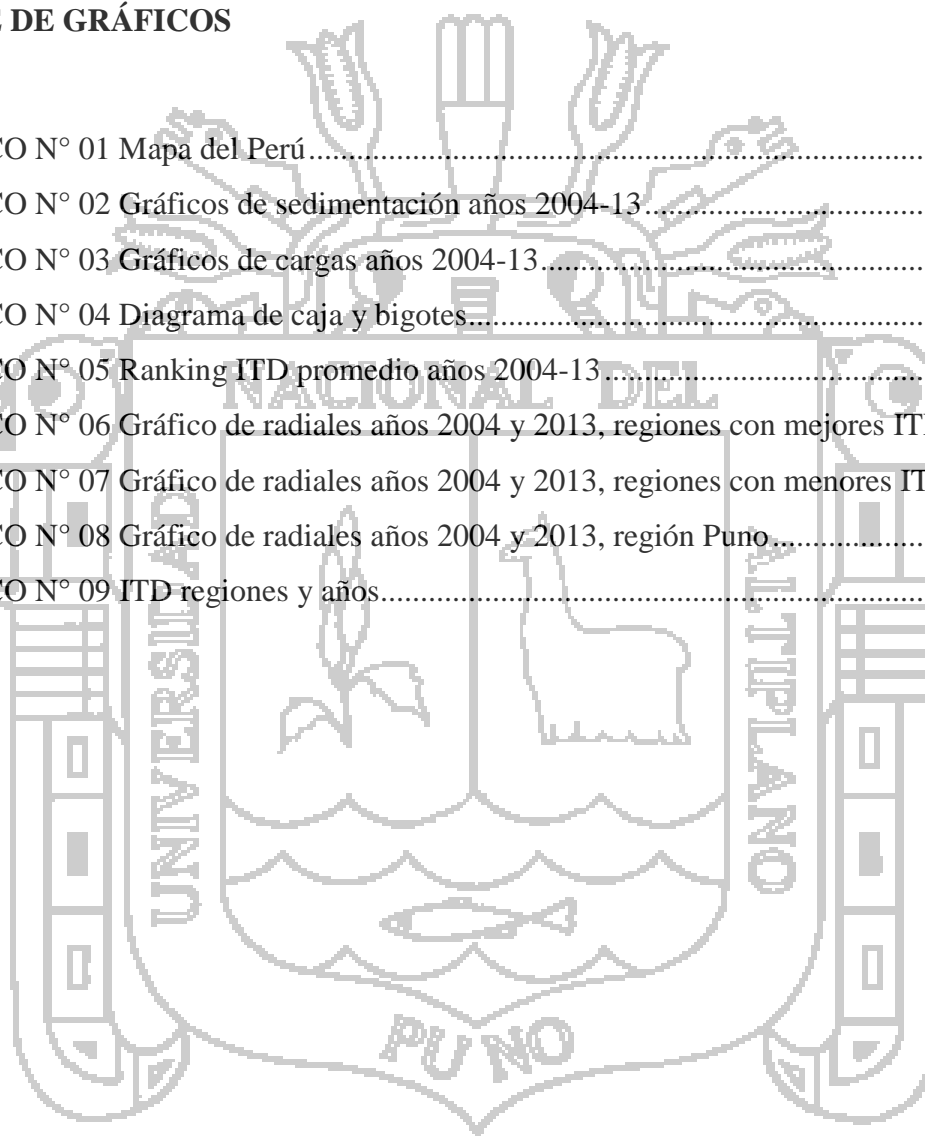 E DE GRÁFICOS
CO N° 01 Mapa del Perú........................................................................................
CO N° 02 Gráficos de sedimentación años 2004-13........................................
CO N° 03 Gráficos de cargas años 2004-13........................................................
CO N° 04 Diagrama de caja y bigotes..................................................................
CO N° 05 Ranking ITD promedio años 2004-13..............................................
CO N° 06 Gráfico de radiales años 2004 y 2013, regiones con mejores IT
CO N° 07 Gráfico de radiales años 2004 y 2013, regiones con menores IT
CO N° 08 Gráfico de radiales años 2004 y 2013, región Puno......................
CO N° 09 ITD regiones y años..............................................................................
UNIVERSIDAD
NACIONAL DEL
ALTIPLANO
PUNO